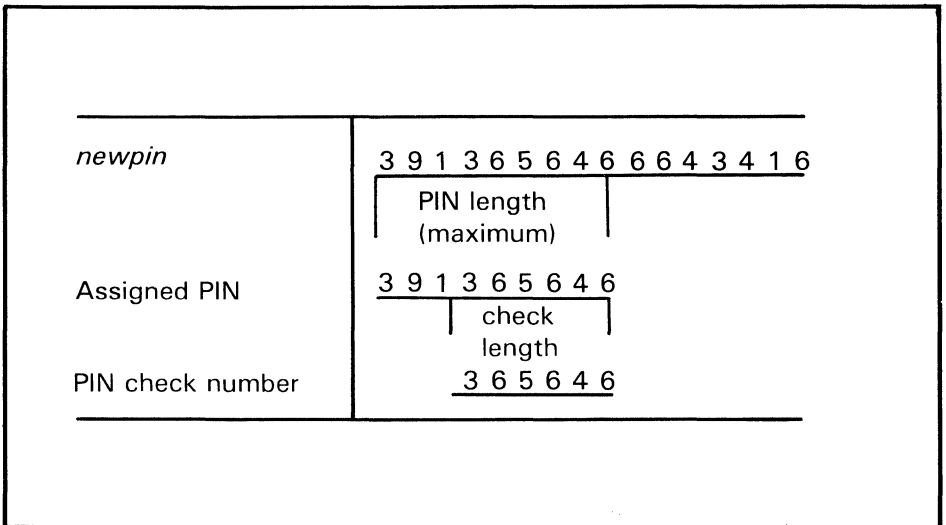 newpin 3 9 1 3 6 5 6 4 6 6 6 4 3 4 1 6
PIN length
(maximum)
Assigned PIN 3 9 1 3 6 5 6 4 6
check
length
PIN check number 3 6 5 6 4 6